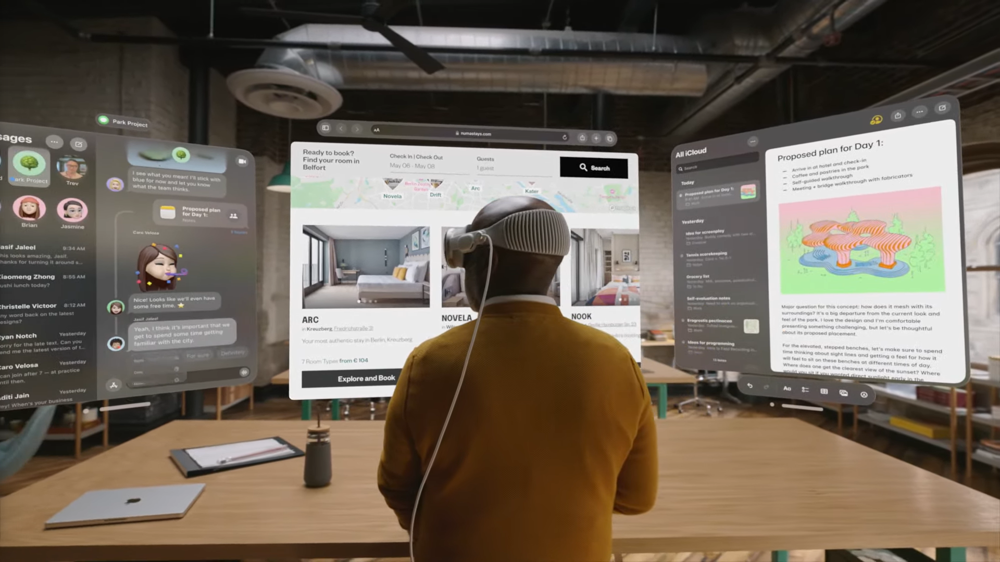 Park Project
sages
Park Project
Trev
Brian
Jasmine
asif Jaleel 9:34 AM
his looks amazing, Jasif.
hanks for turning it around s...
Xiaomeng Zhong 8:55 AM
ushi lunch today?
Christelle Victoor 8:12 AM
ny word back on the latest
esigns?
yan Notch Yesterday
orry for the late text. Can you
end me the latest version of t...
Caro Velosa Yesterday
can join after 7 — at practice
ntil then.
diti Jain Yesterday
ey! When's your business
I see what you mean! I'll stick with
blue for now and let you know
what the team thinks.
Proposed plan
for Day 1:
Notes
Caro Velosa
Nice! Looks like we'll even have
some free time. ⭐
Jasif Jaleel
Yeah, I think it's important that we
get to spend some time getting
familiar with the city.
For sure
Definitely
AA
numastays.com
Ready to book?
Find your room in
Belfort
Check In | Check Out
May 06 - May 08
Guests
1 guest
Search
Novela
Drift
Arc
Kater
ARC
in Kreuzberg, Friedrichstraße 31
Your most authentic stay in Berlin, Kreuzberg
7 Room Types from € 104
Explore and Book
NOVELA
NOOK
All iCloud
Search
Today
Proposed plan for Day 1:
Yesterday
Idea for screenplay
Tennis scorekeeping
Grocery list
Self-evaluation notes
Eragrostis pectinacea
Ideas for programming
Proposed plan for Day 1:
— Arrive in at hotel and check-in
— Coffee and pastries in the park
— Self-guided walkthrough
— Meeting + bridge walkthrough with fabricators
Major question for this concept: how does it mesh with its
surroundings? It's a big departure from the current look and
feel of the park. I love the design and I'm comfortable
presenting something challenging, but let's be thoughtful
about its proposed placement.
For the elevated, stepped benches, let's make sure to spend
time thinking about sight lines and getting a feel for how it
will feel to sit on these benches at different times of day.
Where does one get the clearest view of the sunset? Where
would you sit if you wanted direct sunlight early in the
Aa